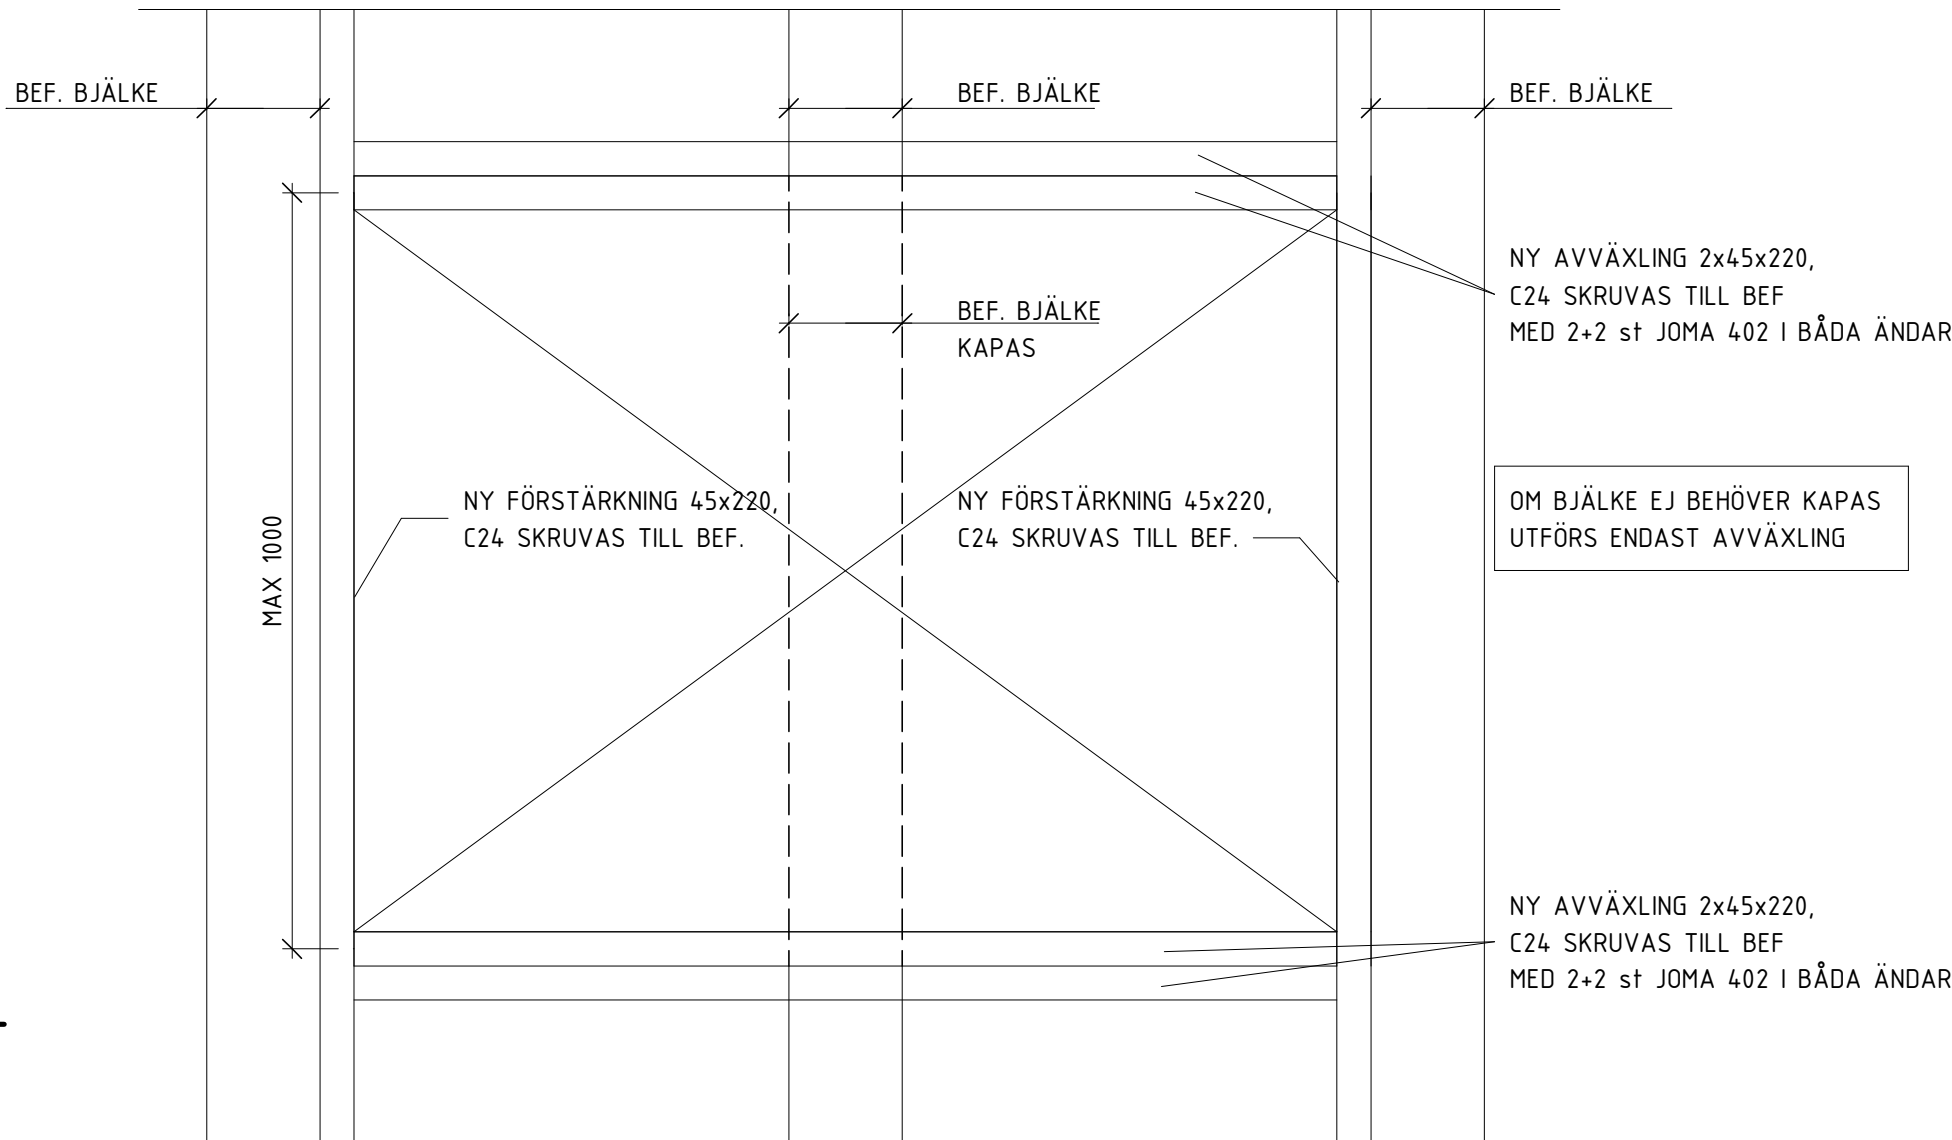 BEF. BJÄLKE
BEF. BJÄLKE
BEF. BJÄLKE
NY AVVÄXLING 2x45x220,
C24 SKRUVAS TILL BEF
MED 2+2 st JOMA 402 I BÅDA ÄNDAR
BEF. BJÄLKE
KAPAS
NY FÖRSTÄRKNING 45x220,
C24 SKRUVAS TILL BEF.
NY FÖRSTÄRKNING 45x220,
C24 SKRUVAS TILL BEF.
OM BJÄLKE EJ BEHÖVER KAPAS
UTFÖRS ENDAST AVVÄXLING
MAX 1000
NY AVVÄXLING 2x45x220,
C24 SKRUVAS TILL BEF
MED 2+2 st JOMA 402 I BÅDA ÄNDAR